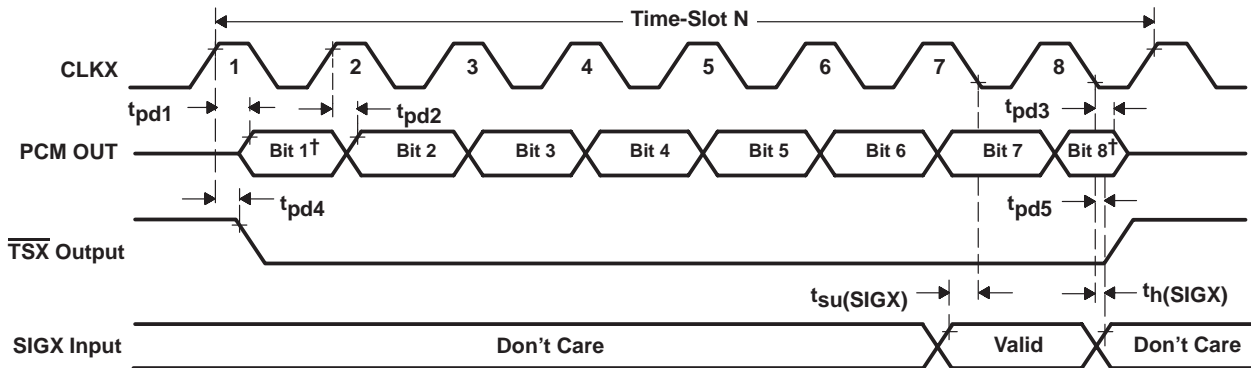 Time-Slot N
CLKX
1 2 3 4 5 6 7 8
tpd1
tpd2
tpd3
PCM OUT
Bit 1† Bit 2 Bit 3 Bit 4 Bit 5 Bit 6 Bit 7 Bit 8†
tpd4
tpd5
TSX Output
tsu(SIGX)
th(SIGX)
SIGX Input
Don't Care Valid Don't Care